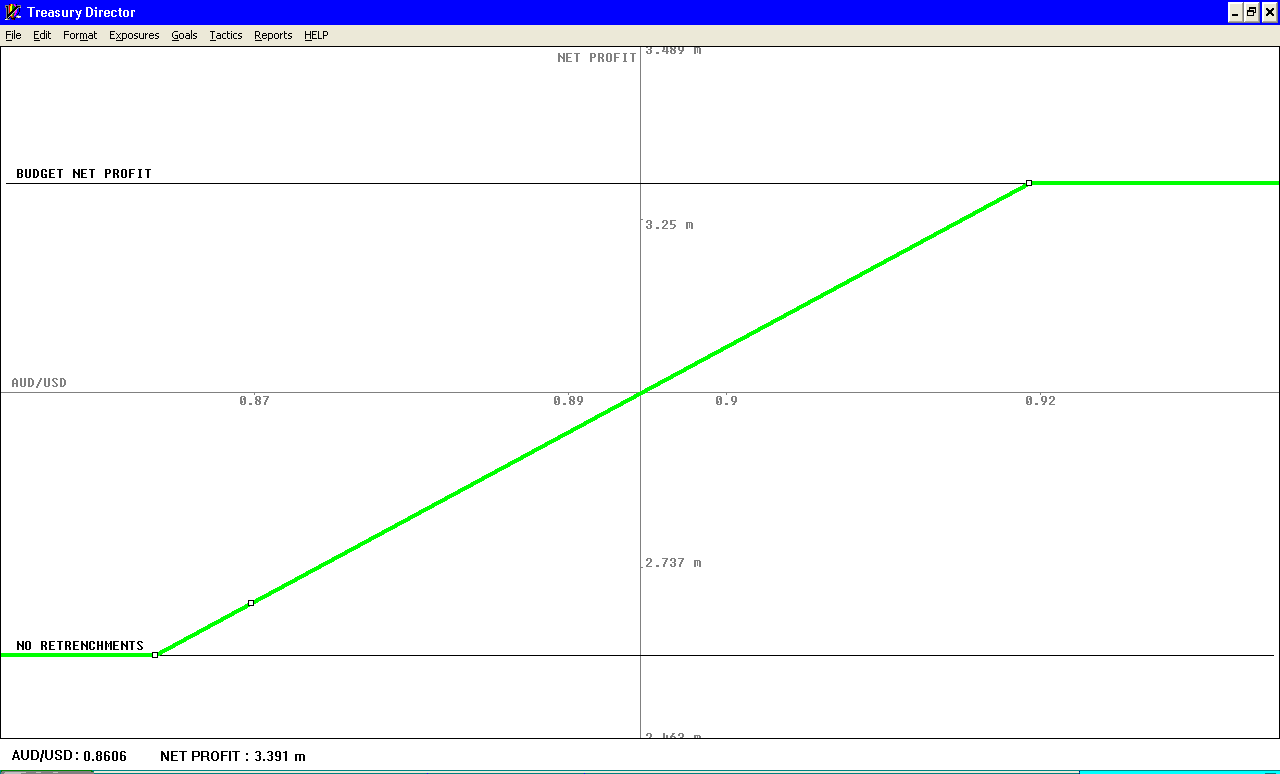 Treasury Director
File Edit Format Exposures Goals Tactics Reports HELP
NET PROFIT
3.489 m
BUDGET NET PROFIT
3.25 m
AUD/USD
0.87 0.89 0.9 0.92
2.737 m
NO RETRENCHMENTS
AUD/USD : 0.8606 NET PROFIT : 3.391 m